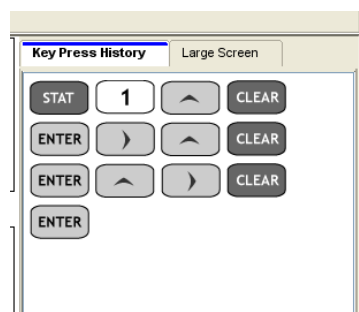 Key Press History Large Screen
STAT 1 CLEAR
ENTER CLEAR
ENTER CLEAR
ENTER